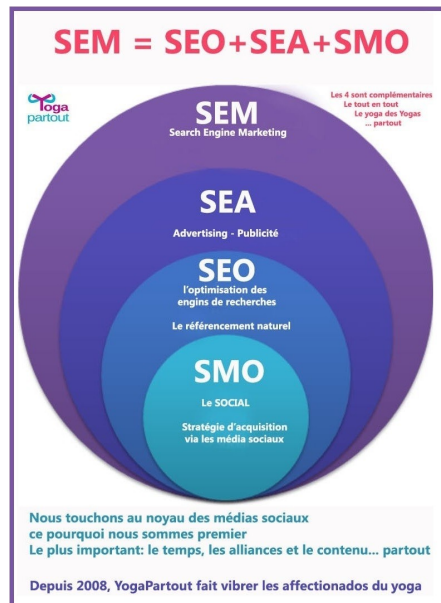 SEM = SEO+SEA+SMO
Yoga
partout
Les 4 sont complémentaires
Le tout en tout
Le yoga des Yogas
... partout
SEM
Search Engine Marketing
SEA
Advertising - Publicité
SEO
l'optimisation des
engins de recherches
Le référencement naturel
SMO
Le SOCIAL
Stratégie d'acquisition
via les média sociaux
Nous touchons au noyau des médias sociaux
ce pourquoi nous sommes premier
Le plus important: le temps, les alliances et le contenu... partout
Depuis 2008, YogaPartout fait vibrer les affectionados du yoga